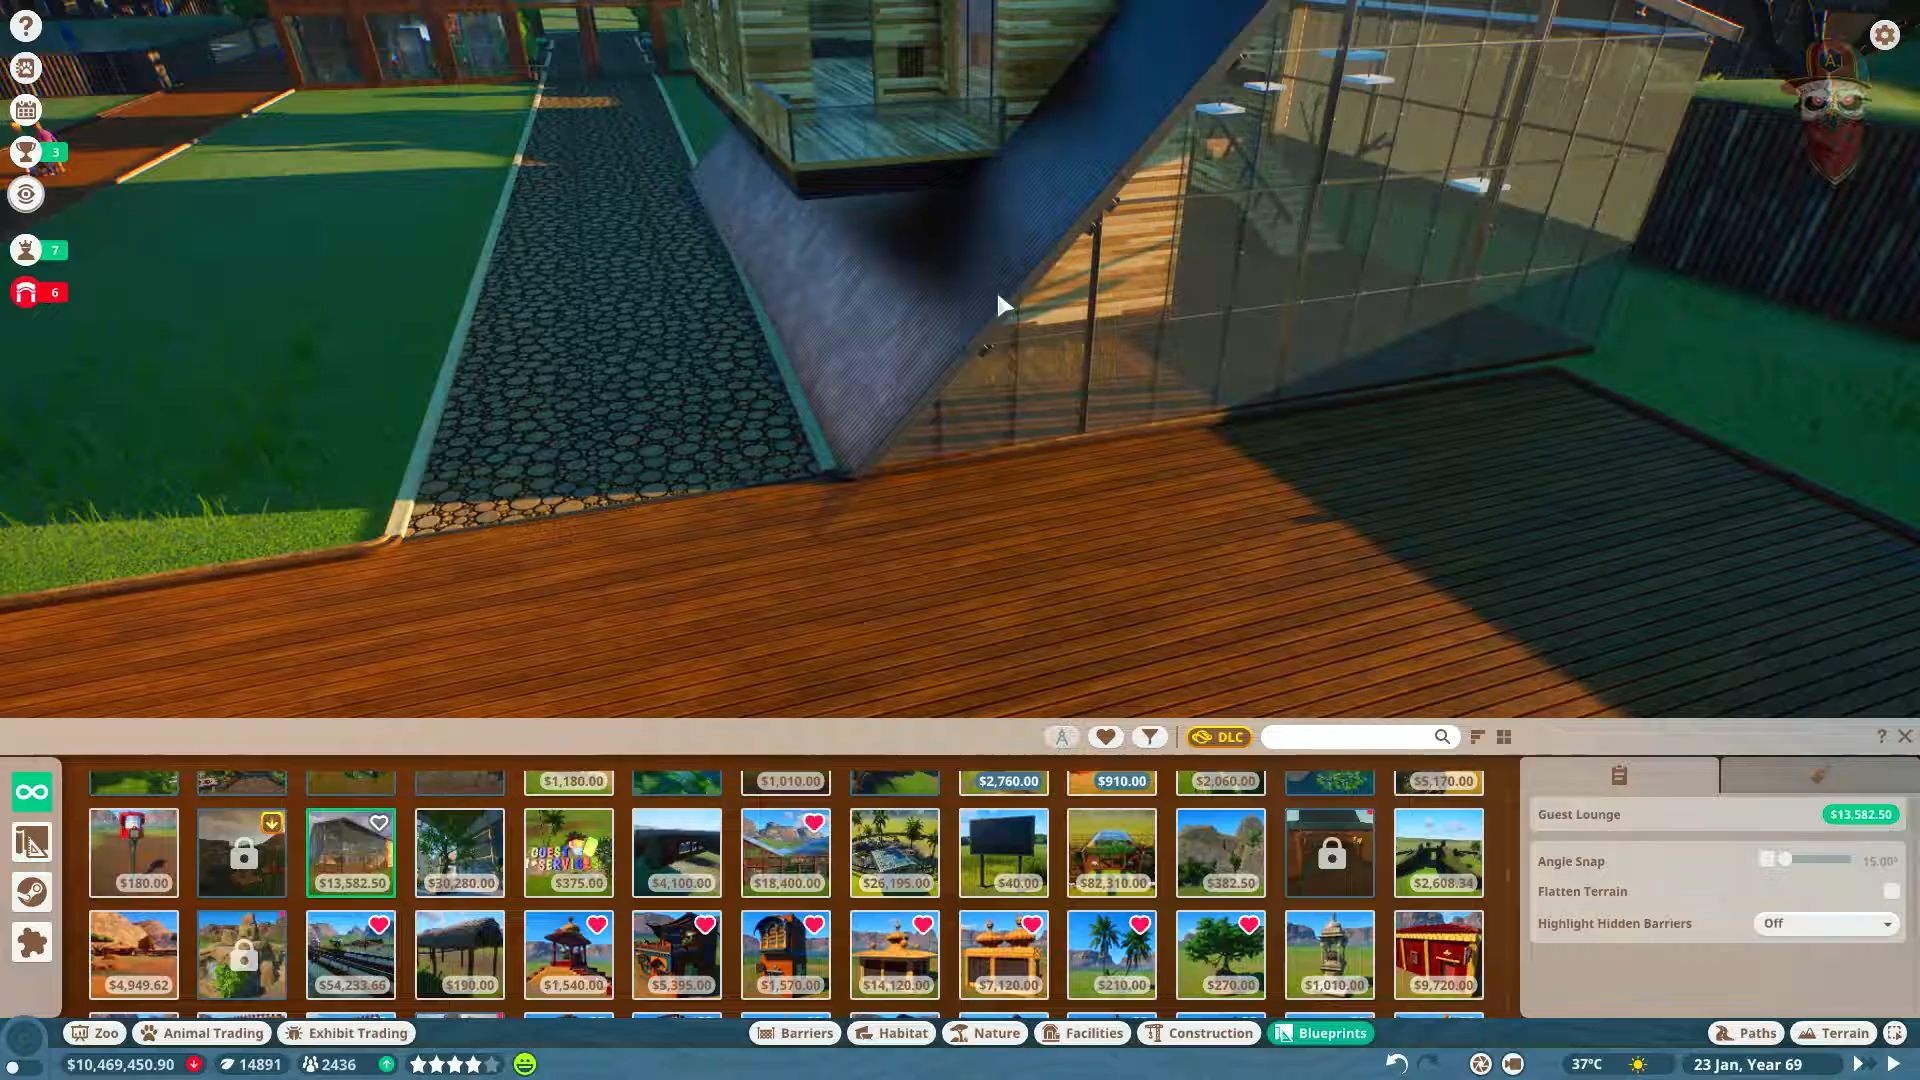 3
7
6
A
DLC
$1,180.00 $1,010.00 $2,760.00 $910.00 $2,060.00 $5,170.00
$180.00 $13,582.50 $30,280.00 GUEST SERVICE $375.00 $4,100.00 $18,400.00 $26,195.00 $40.00 $82,310.00 $382.50 $2,608.34
$4,949.62 $54,233.66 $190.00 $1,540.00 $5,395.00 $1,570.00 $14,120.00 $7,120.00 $210.00 $270.00 $1,010.00 $9,720.00
Guest Lounge $13,582.50
Angle Snap 15.00°
Flatten Terrain
Highlight Hidden Barriers Off
Zoo Animal Trading Exhibit Trading Barriers Habitat Nature Facilities Construction Blueprints Paths Terrain
$10,469,450.90 14891 2436 37°C 23 Jan, Year 69